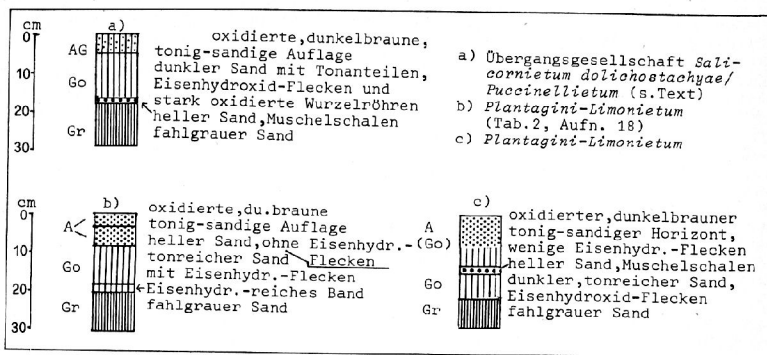 cm
a)
0
10
20
30
AG
Go
Gr
oxidierte,dunkelbraune,
tonig-sandige Auflage
dunkler Sand mit Tonanteilen,
Eisenhydroxid-Flecken und
stark oxidierte Wurzelröhren
heller Sand,Muschelschalen
fahlgrauer Sand
a) Übergangsgesellschaft Sali-
cornietum dolichostachyae/
Puccinellietum (s.Text)
b) Plantagini-Limonietum
(Tab.2, Aufn. 18)
c) Plantagini-Limonietum
cm
b)
0
10
20
30
A
Go
Gr
oxidierte,du.braune
tonig-sandige Auflage
heller Sand,ohne Eisenhydr.-
Flecken
tonreicher Sand
mit Eisenhydr.-Flecken
Eisenhydr.-reiches Band
fahlgrauer Sand
c)
A
(Go)
Go
Gr
oxidierter,dunkelbrauner
tonig-sandiger Horizont,
wenige Eisenhydr.-Flecken
heller Sand,Muschelschalen
dunkler,tonreicher Sand,
Eisenhydroxid-Flecken
fahlgrauer Sand